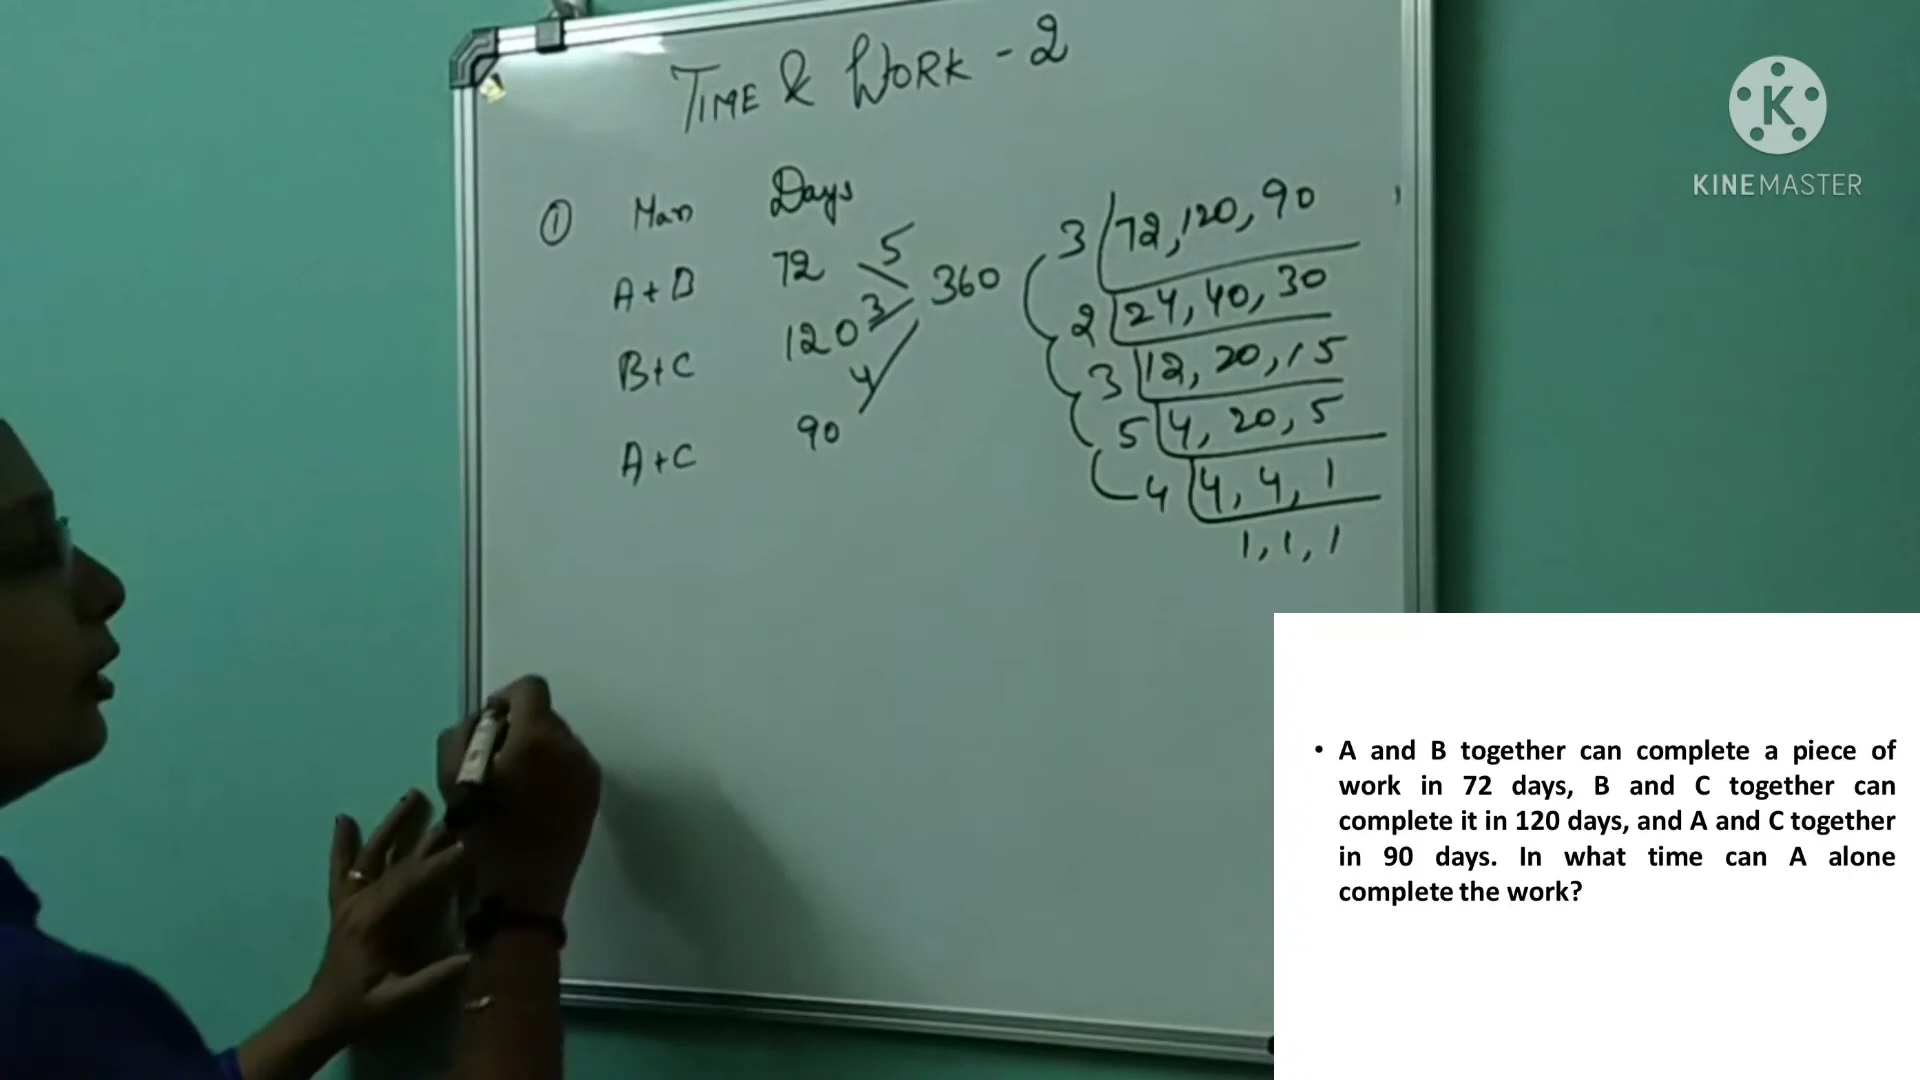 TIME & WORK - 2
① Man Days
A + B 72 5 360
B + C 120 3
A + C 90 4
3 72, 120, 90
2 24, 40, 30
3 12, 20, 15
5 4, 20, 5
4 4, 4, 1
1, 1, 1
K
KINEMASTER
• A and B together can complete a piece of
work in 72 days, B and C together can
complete it in 120 days, and A and C together
in 90 days. In what time can A alone
complete the work?